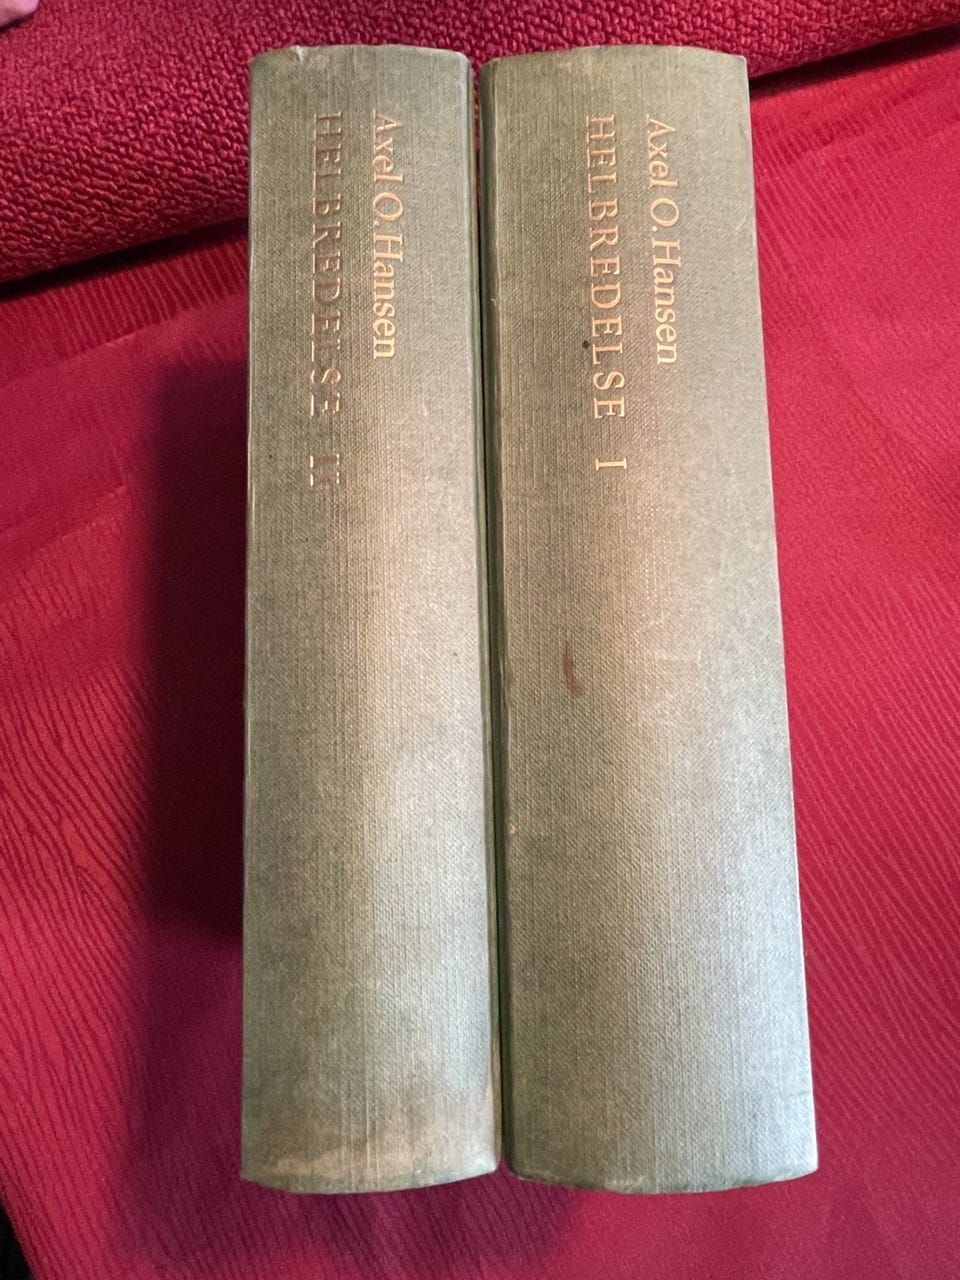 Axel O. Hansen
HELBREDELSE II
Axel O. Hansen
HELBREDELSE I